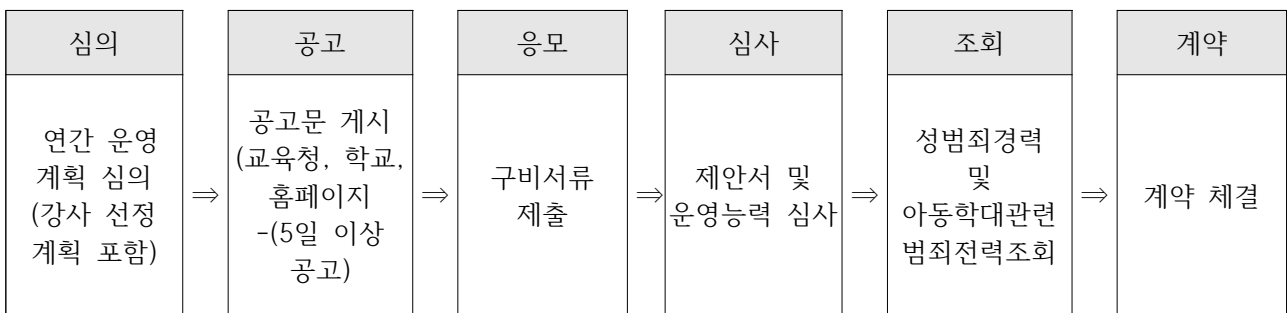 심의
연간 운영
계획 심의
(강사 선정
계획 포함)
⇒
공고
공고문 게시
(교육청, 학교,
홈페이지
-(5일 이상
공고)
⇒
응모
구비서류
제출
⇒
심사
제안서 및
운영능력 심사
⇒
조회
성범죄경력
및
아동학대관련
범죄전력조회
⇒
계약
계약 체결